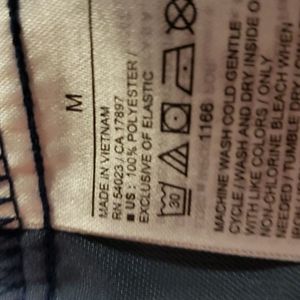 M
MADE IN VIETNAM
RN 54023 / CA 17897
■ US : 100% POLYESTER /
EXCLUSIVE OF ELASTIC
30
1166
MACHINE WASH COLD GENTLE
CYCLE / WASH AND DRY INSIDE O
WITH LIKE COLORS / ONLY
NON-CHLORINE BLEACH WHEN
NEEDED / TUMBLE DRY